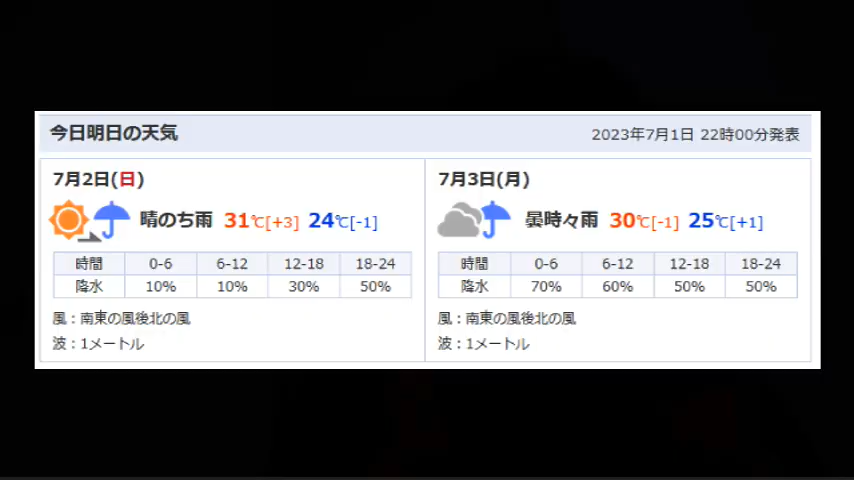 今日明日の天気 2023年7月1日 22時00分発表
7月2日(日)
晴のち雨 31℃[+3] 24℃[-1]
時間 0-6 6-12 12-18 18-24
降水 10% 10% 30% 50%
風：南東の風後北の風
波：1メートル
7月3日(月)
曇時々雨 30℃[-1] 25℃[+1]
時間 0-6 6-12 12-18 18-24
降水 70% 60% 50% 50%
風：南東の風後北の風
波：1メートル